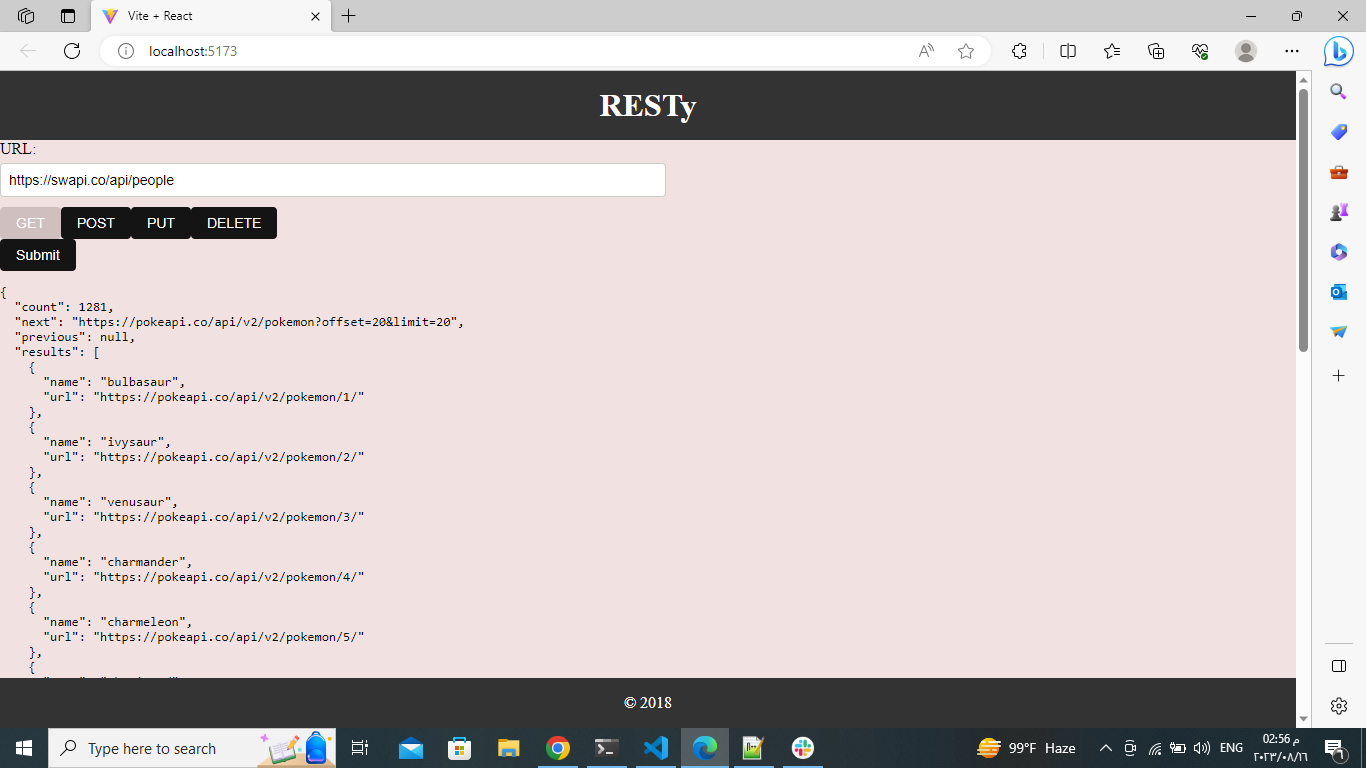 Vite + React
localhost:5173
RESTy
URL:
https://swapi.co/api/people
GET POST PUT DELETE
Submit
{
"count": 1281,
"next": "https://pokeapi.co/api/v2/pokemon?offset=20&limit=20",
"previous": null,
"results": [
{
"name": "bulbasaur",
"url": "https://pokeapi.co/api/v2/pokemon/1/"
},
{
"name": "ivysaur",
"url": "https://pokeapi.co/api/v2/pokemon/2/"
},
{
"name": "venusaur",
"url": "https://pokeapi.co/api/v2/pokemon/3/"
},
{
"name": "charmander",
"url": "https://pokeapi.co/api/v2/pokemon/4/"
},
{
"name": "charmeleon",
"url": "https://pokeapi.co/api/v2/pokemon/5/"
},
{
© 2018
Type here to search
99°F Haze
ENG
02:56 م
٢٠٢٣/٠٨/١٦